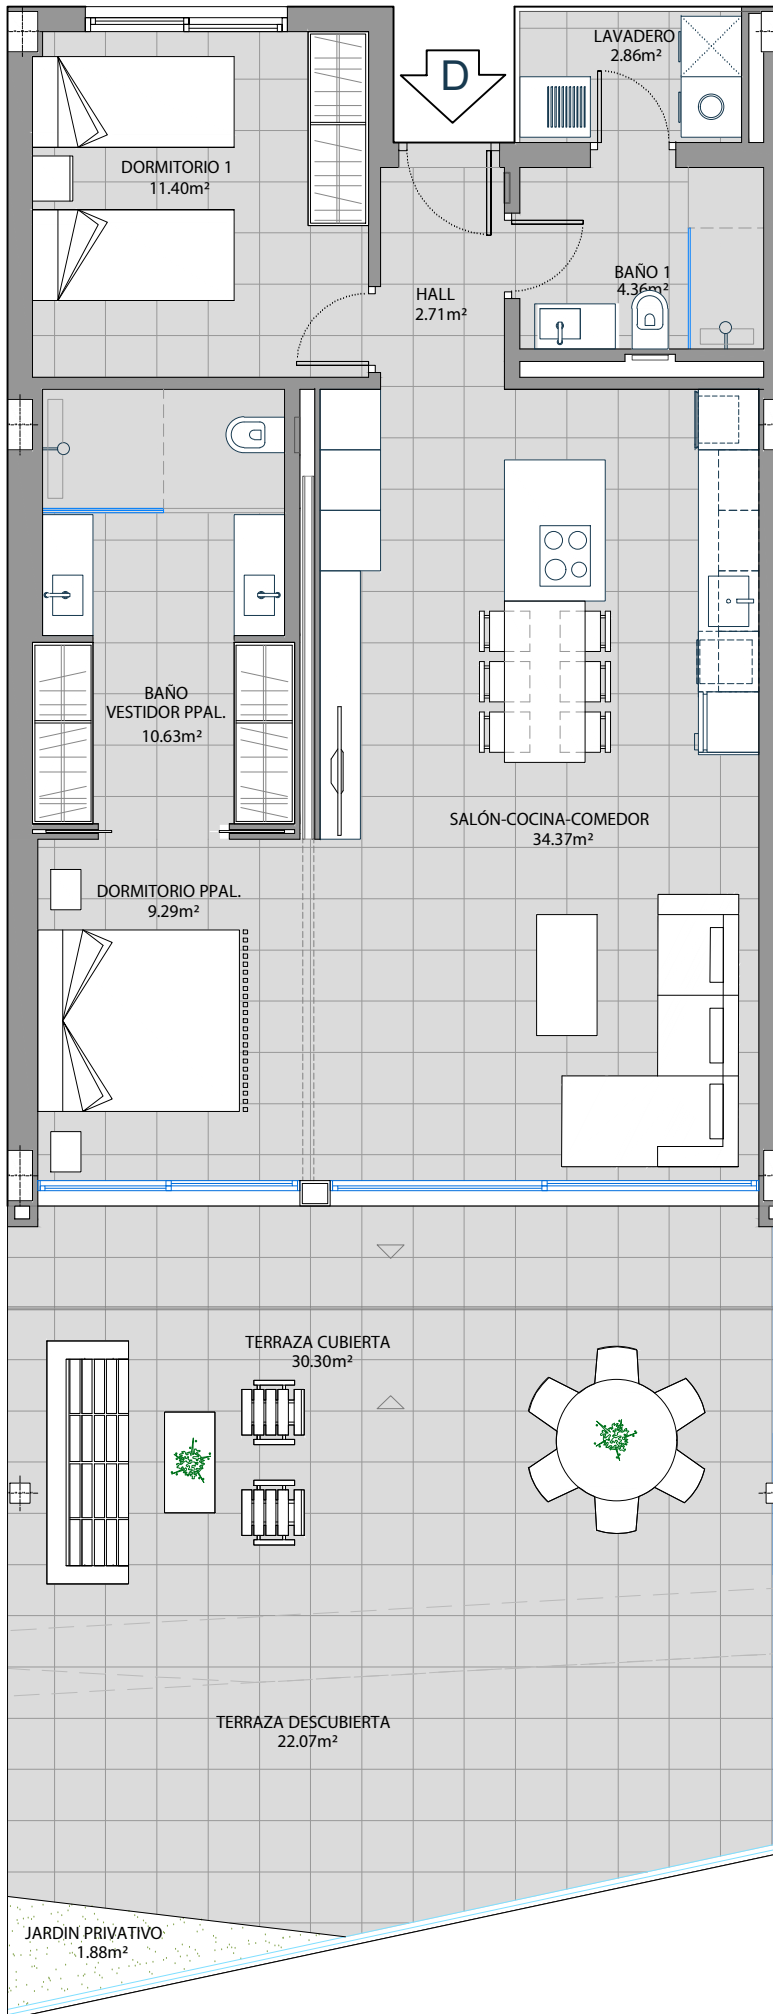 LAVADERO
2.86m²
D
DORMITORIO 1
11.40m²
BAÑO 1
4.36m²
HALL
2.71m²
BAÑO
VESTIDOR PPAL.
10.63m²
SALÓN-COCINA-COMEDOR
34.37m²
DORMITORIO PPAL.
9.29m²
TERRAZA CUBIERTA
30.30m²
TERRAZA DESCUBIERTA
22.07m²
JARDIN PRIVATIVO
1.88m²